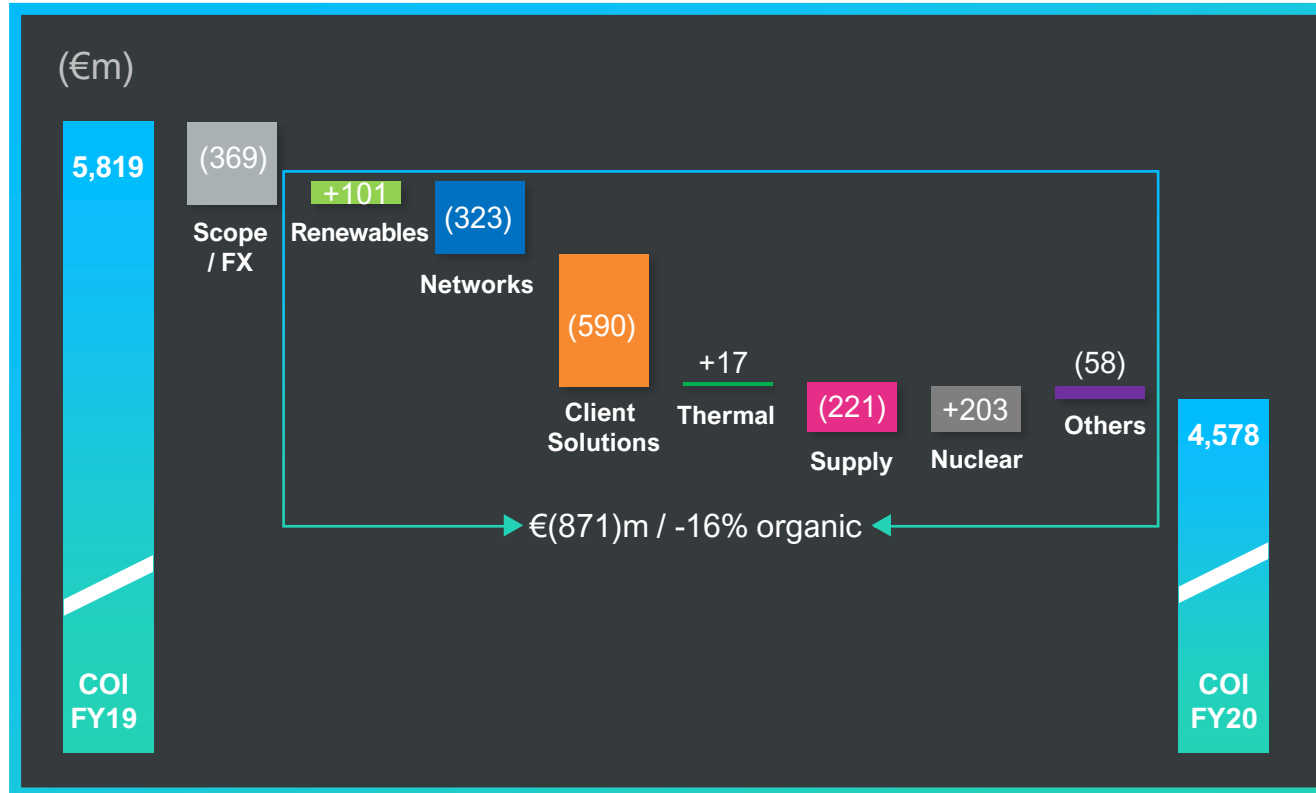 (€m)
5,819
(369)
Scope
/ FX
+101
Renewables
(323)
Networks
(590)
Client
Solutions
+17
Thermal
(221)
Supply
+203
Nuclear
(58)
Others
4,578
€(871)m / -16% organic
COI
FY19
COI
FY20